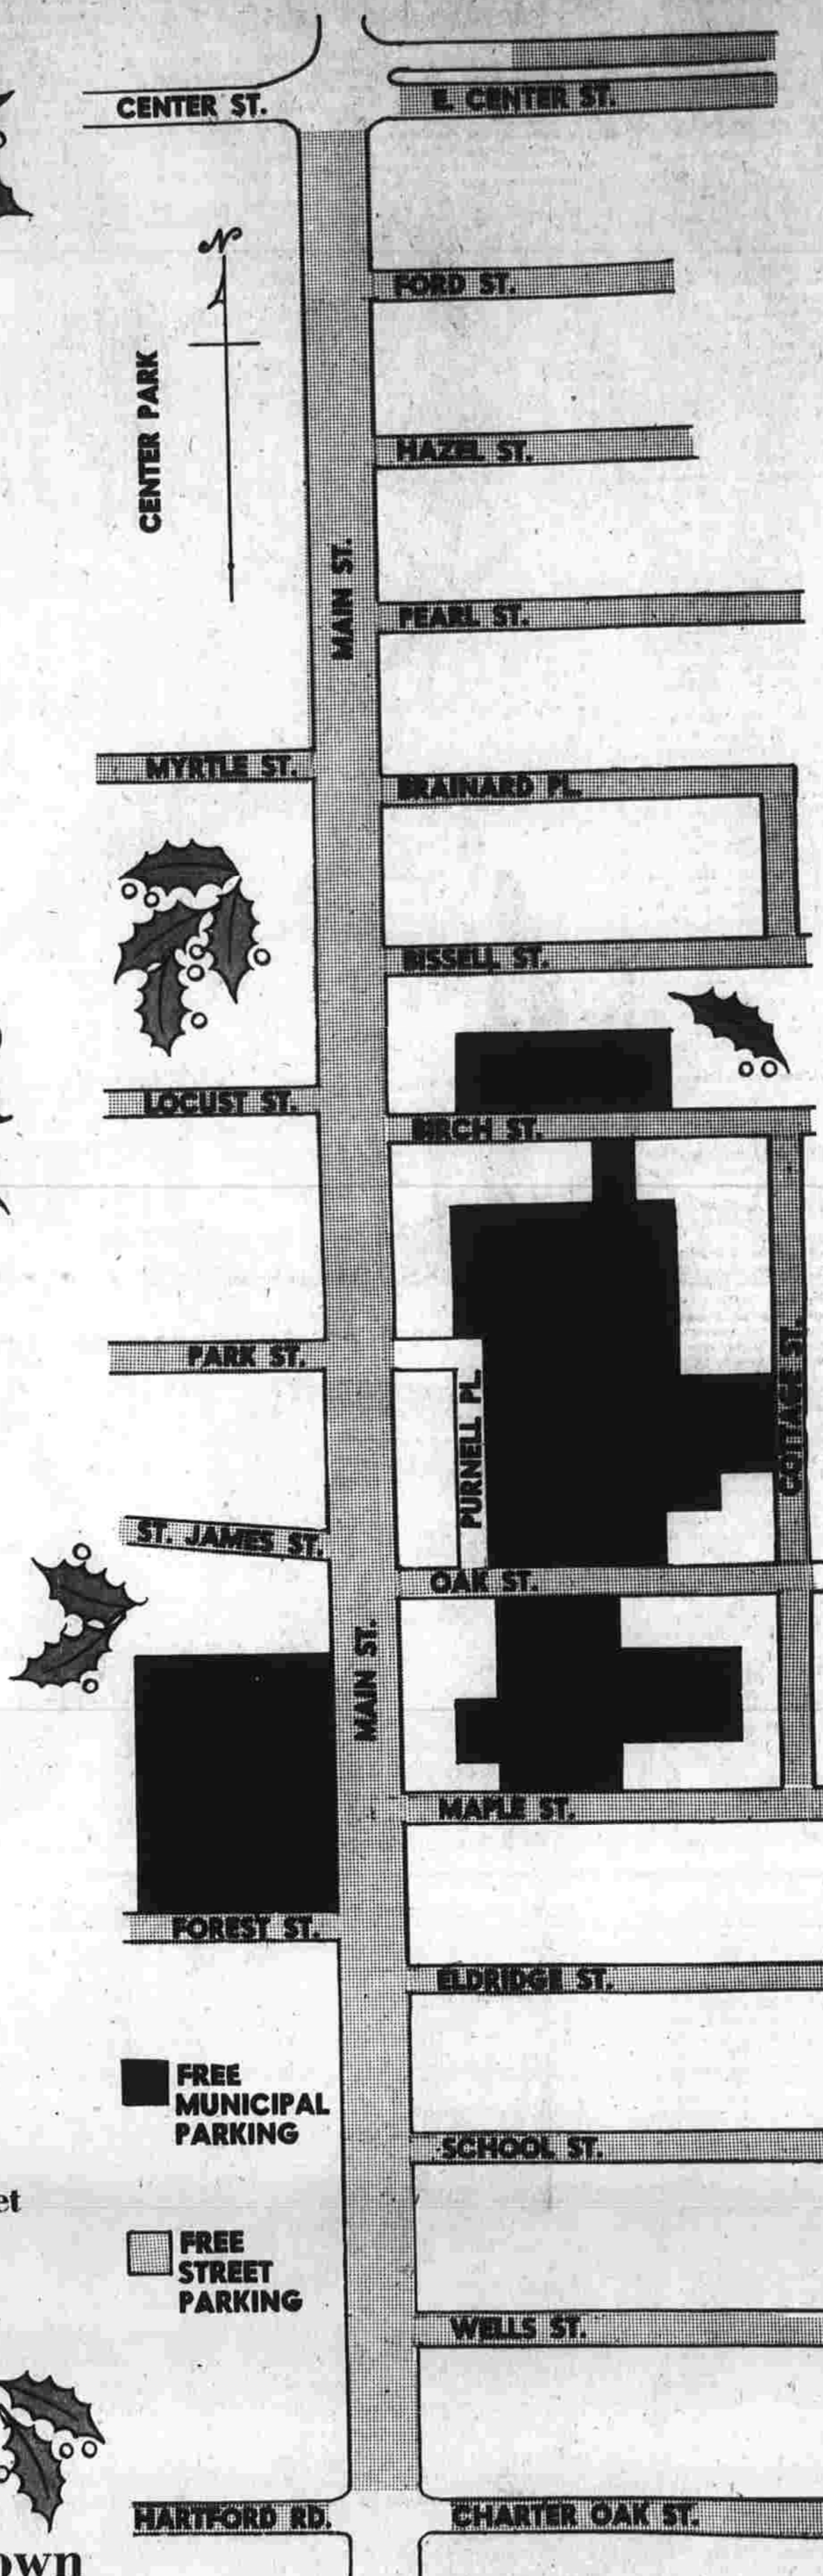 CENTER ST.
E. CENTER ST.
N
FORD ST.
CENTER PARK
HAZEL ST.
MAIN ST.
PEARL ST.
MYRTLE ST.
BRAINARD PL.
BISSELL ST.
LOCUST ST.
BIRCH ST.
PARK ST.
PURNELL PL.
COTTAGE ST.
ST. JAMES ST.
OAK ST.
MAIN ST.
MAPLE ST.
FOREST ST.
ELDRIDGE ST.
FREE
MUNICIPAL
PARKING
SCHOOL ST.
et
FREE
STREET
PARKING
WELLS ST.
HARTFORD RD.
CHARTER OAK ST.
own